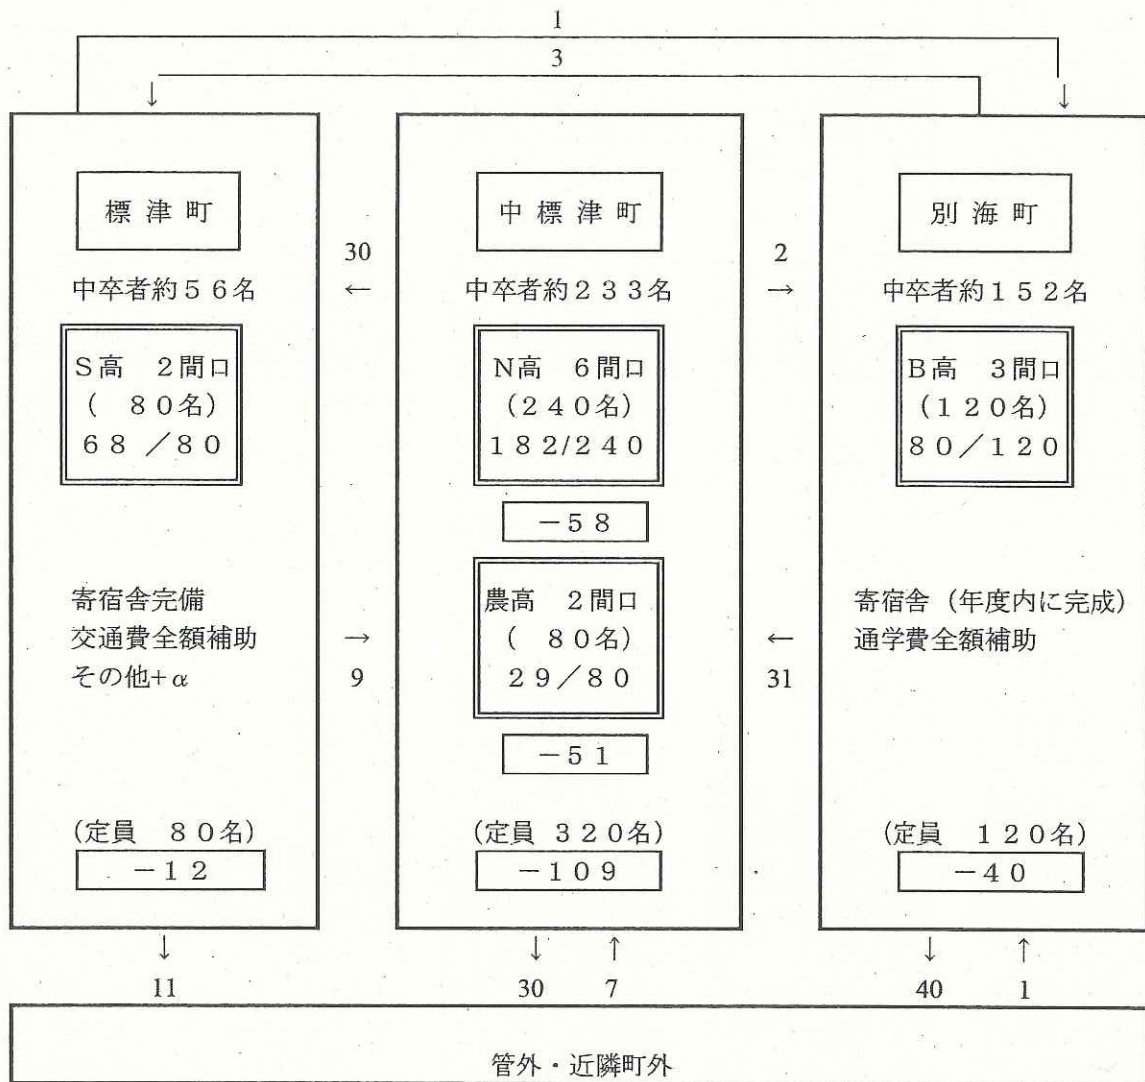 1
3
↓
↓
標津町
中標津町
別海町
30
2
中卒者約５６名
←
中卒者約２３３名
→
中卒者約１５２名
Ｓ高　２間口
(　８０名)
６８ ／８０
Ｎ高　６間口
(２４０名)
１８２/２４０
Ｂ高　３間口
(１２０名)
８０／１２０
－５８
寄宿舎完備
交通費全額補助
その他+α
→
9
農高　２間口
(　８０名)
２９／８０
←
31
寄宿舎（年度内に完成）
通学費全額補助
－５１
(定員　８０名)
－１２
(定員 ３２０名)
－１０９
(定員　１２０名)
－４０
↓
↓
↑
↓
↑
11
30
7
40
1
管外・近隣町外